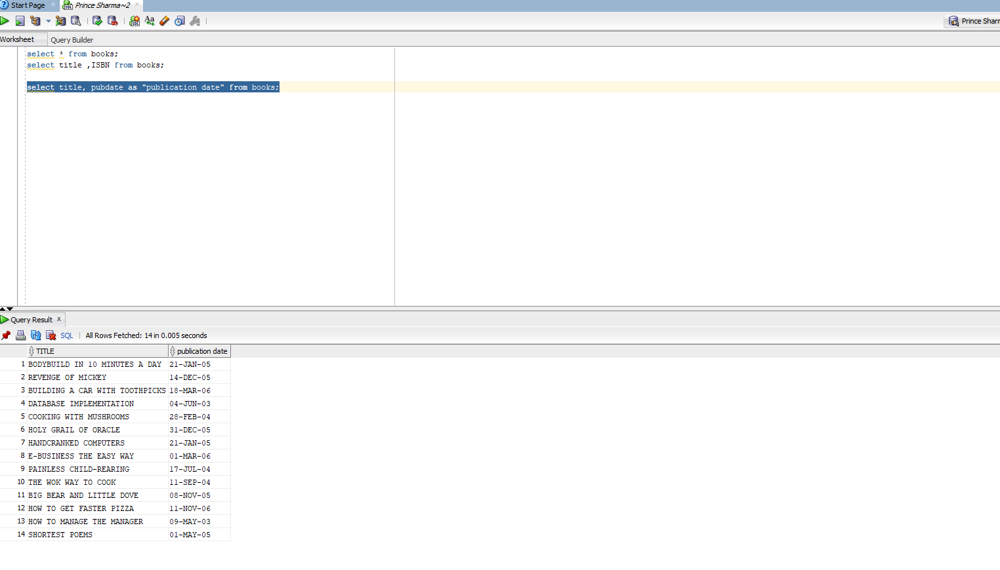 Start Page
Prince Sharma~2
Prince Sharm
Worksheet Query Builder
select * from books;
select title ,ISBN from books;
select title, pubdate as "publication date" from books;
Query Result
SQL All Rows Fetched: 14 in 0.005 seconds
TITLE publication date
1 BODYBUILD IN 10 MINUTES A DAY 21-JAN-05
2 REVENGE OF MICKEY 14-DEC-05
3 BUILDING A CAR WITH TOOTHPICKS 18-MAR-06
4 DATABASE IMPLEMENTATION 04-JUN-03
5 COOKING WITH MUSHROOMS 28-FEB-04
6 HOLY GRAIL OF ORACLE 31-DEC-05
7 HANDCRANKED COMPUTERS 21-JAN-05
8 E-BUSINESS THE EASY WAY 01-MAR-06
9 PAINLESS CHILD-REARING 17-JUL-04
10 THE WOK WAY TO COOK 11-SEP-04
11 BIG BEAR AND LITTLE DOVE 08-NOV-05
12 HOW TO GET FASTER PIZZA 11-NOV-06
13 HOW TO MANAGE THE MANAGER 09-MAY-03
14 SHORTEST POEMS 01-MAY-05